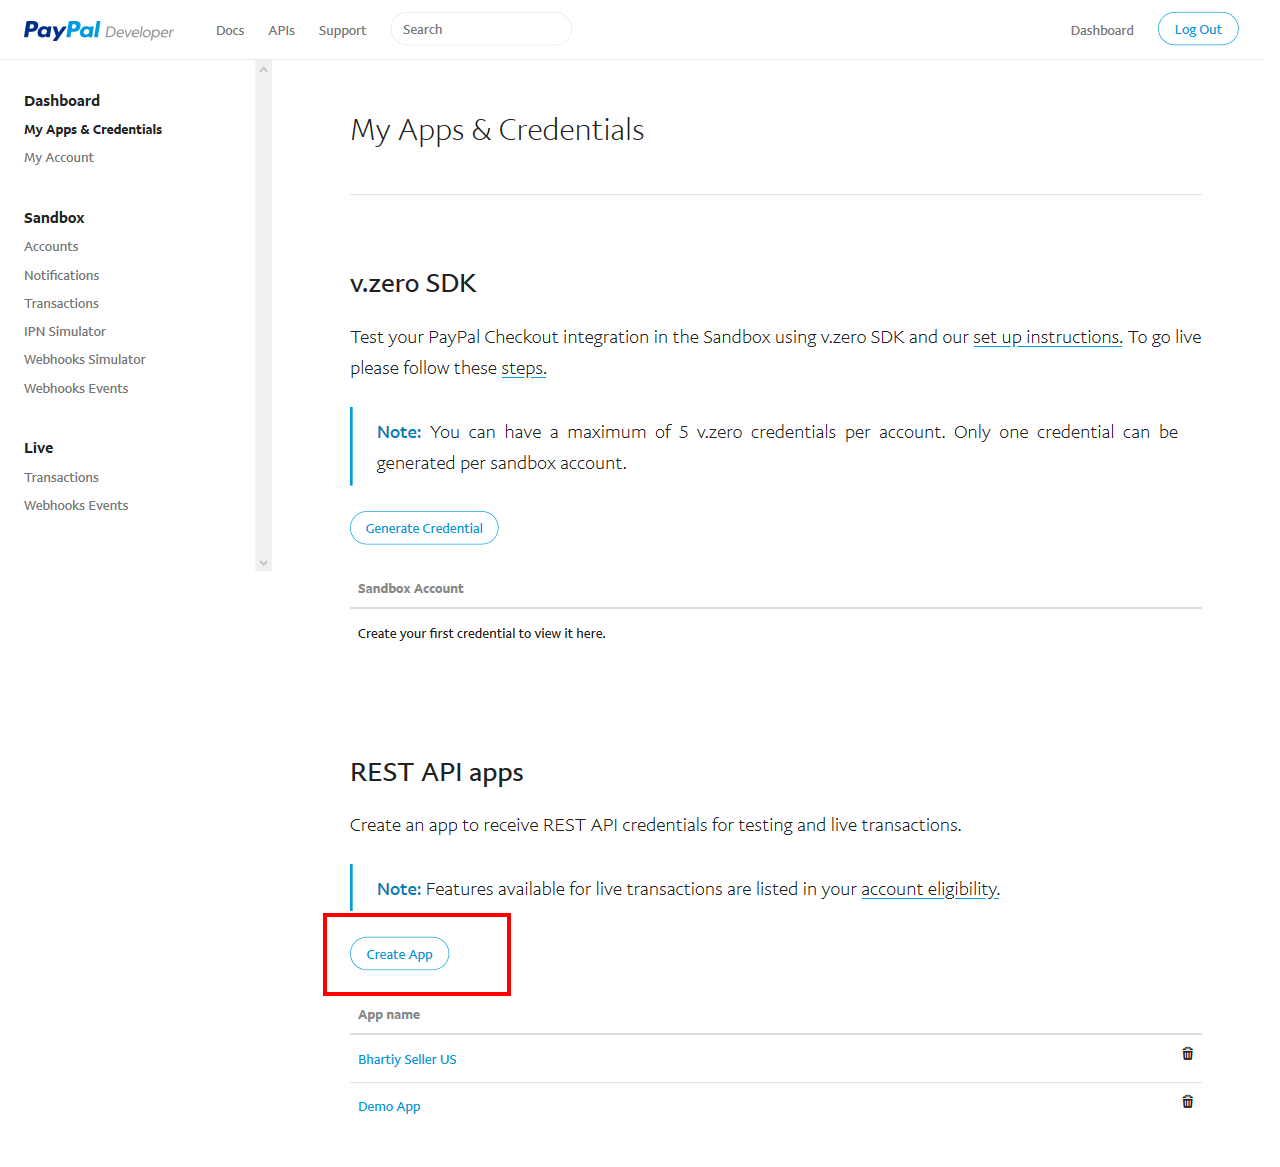 PayPal Developer
Docs APIs Support Search Dashboard Log Out
Dashboard
My Apps & Credentials
My Account
Sandbox
Accounts
Notifications
Transactions
IPN Simulator
Webhooks Simulator
Webhooks Events
Live
Transactions
Webhooks Events
My Apps & Credentials
v.zero SDK
Test your PayPal Checkout integration in the Sandbox using v.zero SDK and our set up instructions. To go live
please follow these steps.
Note: You can have a maximum of 5 v.zero credentials per account. Only one credential can be
generated per sandbox account.
Generate Credential
Sandbox Account
Create your first credential to view it here.
REST API apps
Create an app to receive REST API credentials for testing and live transactions.
Note: Features available for live transactions are listed in your account eligibility.
Create App
App name
Bhartiy Seller US
Demo App